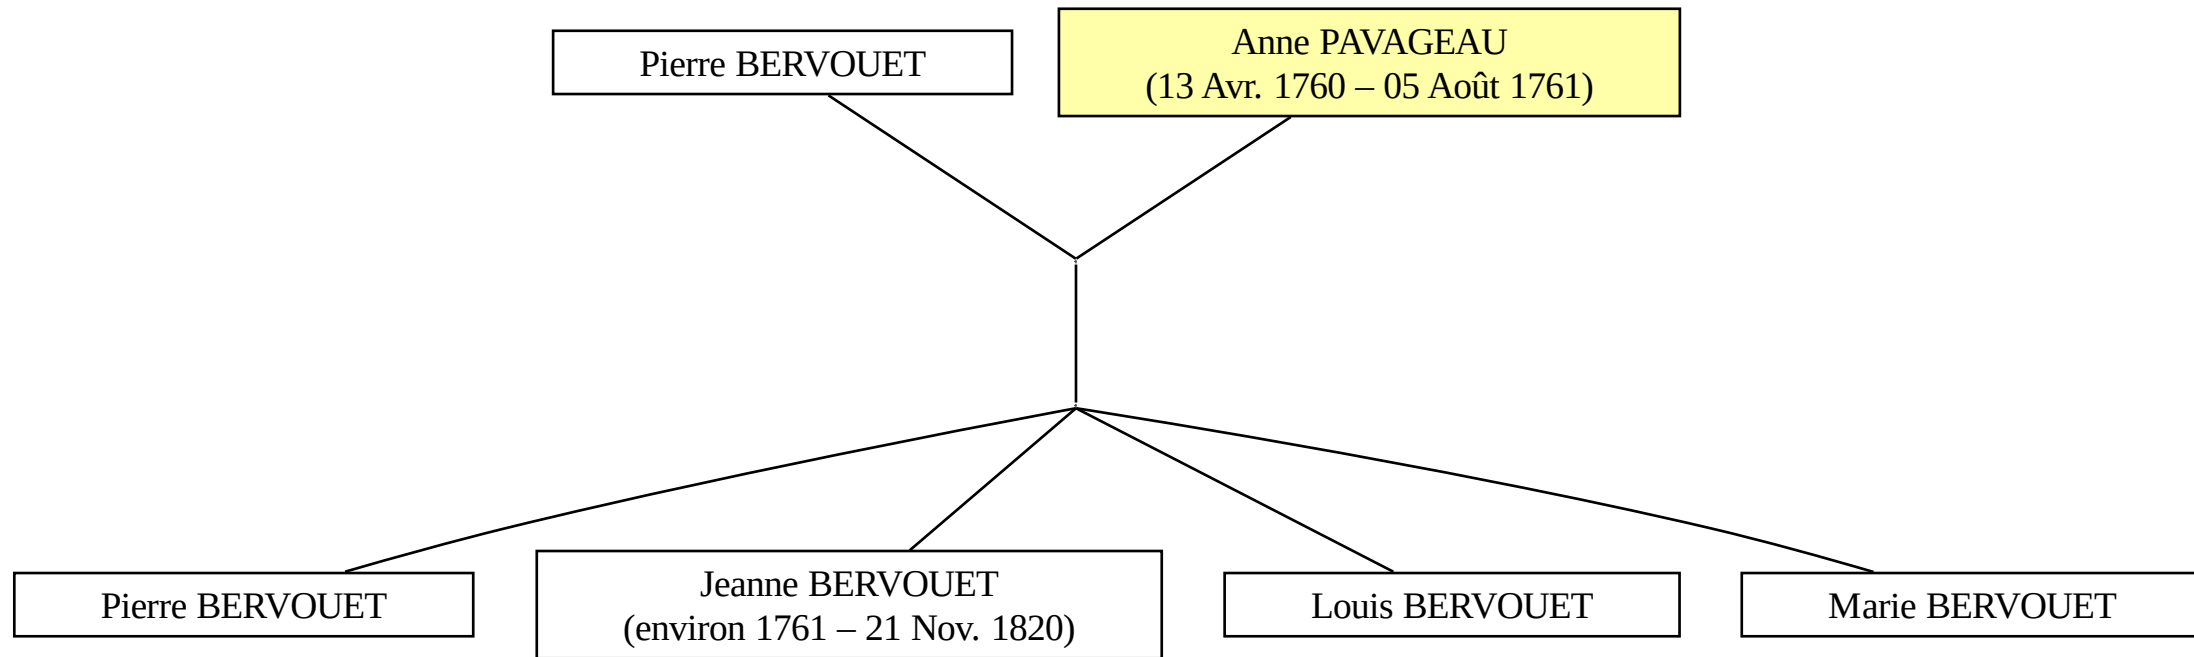 Pierre BERVOUET
Anne PAVAGEAU
(13 Avr. 1760 – 05 Août 1761)
Pierre BERVOUET
Jeanne BERVOUET
(environ 1761 – 21 Nov. 1820)
Louis BERVOUET
Marie BERVOUET